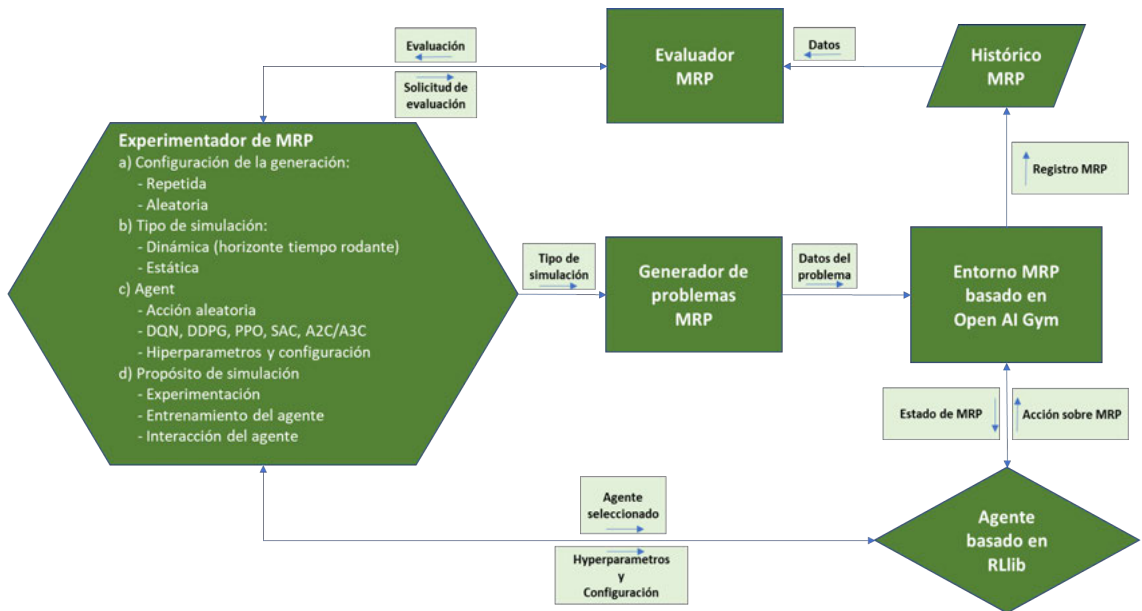 Evaluación
Solicitud de
evaluación
Evaluador
MRP
Datos
Histórico
MRP
Experimentador de MRP
a) Configuración de la generación:
- Repetida
- Aleatoria
b) Tipo de simulación:
- Dinámica (horizonte tiempo rodante)
- Estática
c) Agent
- Acción aleatoria
- DQN, DDPG, PPO, SAC, A2C/A3C
- Hiperparametros y configuración
d) Propósito de simulación
- Experimentación
- Entrenamiento del agente
- Interacción del agente
Registro MRP
Tipo de
simulación
Generador de
problemas
MRP
Datos del
problema
Entorno MRP
basado en
Open AI Gym
Estado de MRP
Acción sobre MRP
Agente
seleccionado
Hyperparametros
y
Configuración
Agente
basado en
RLlib